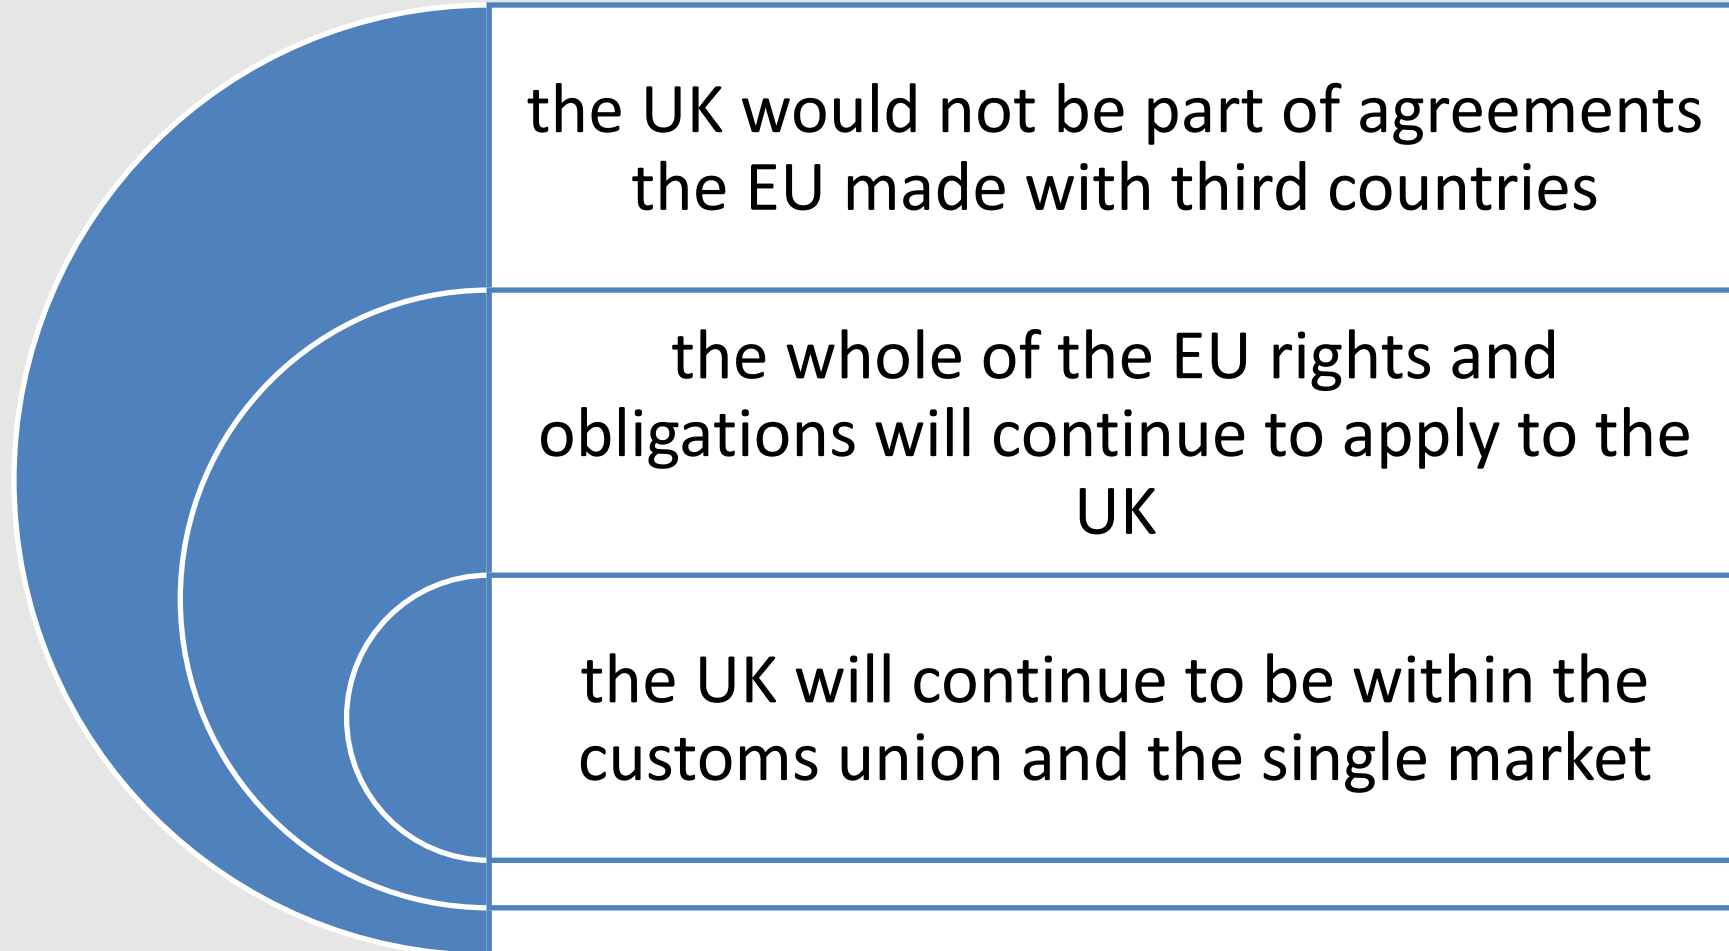 the UK would not be part of agreements
the EU made with third countries
the whole of the EU rights and
obligations will continue to apply to the
UK
the UK will continue to be within the
customs union and the single market